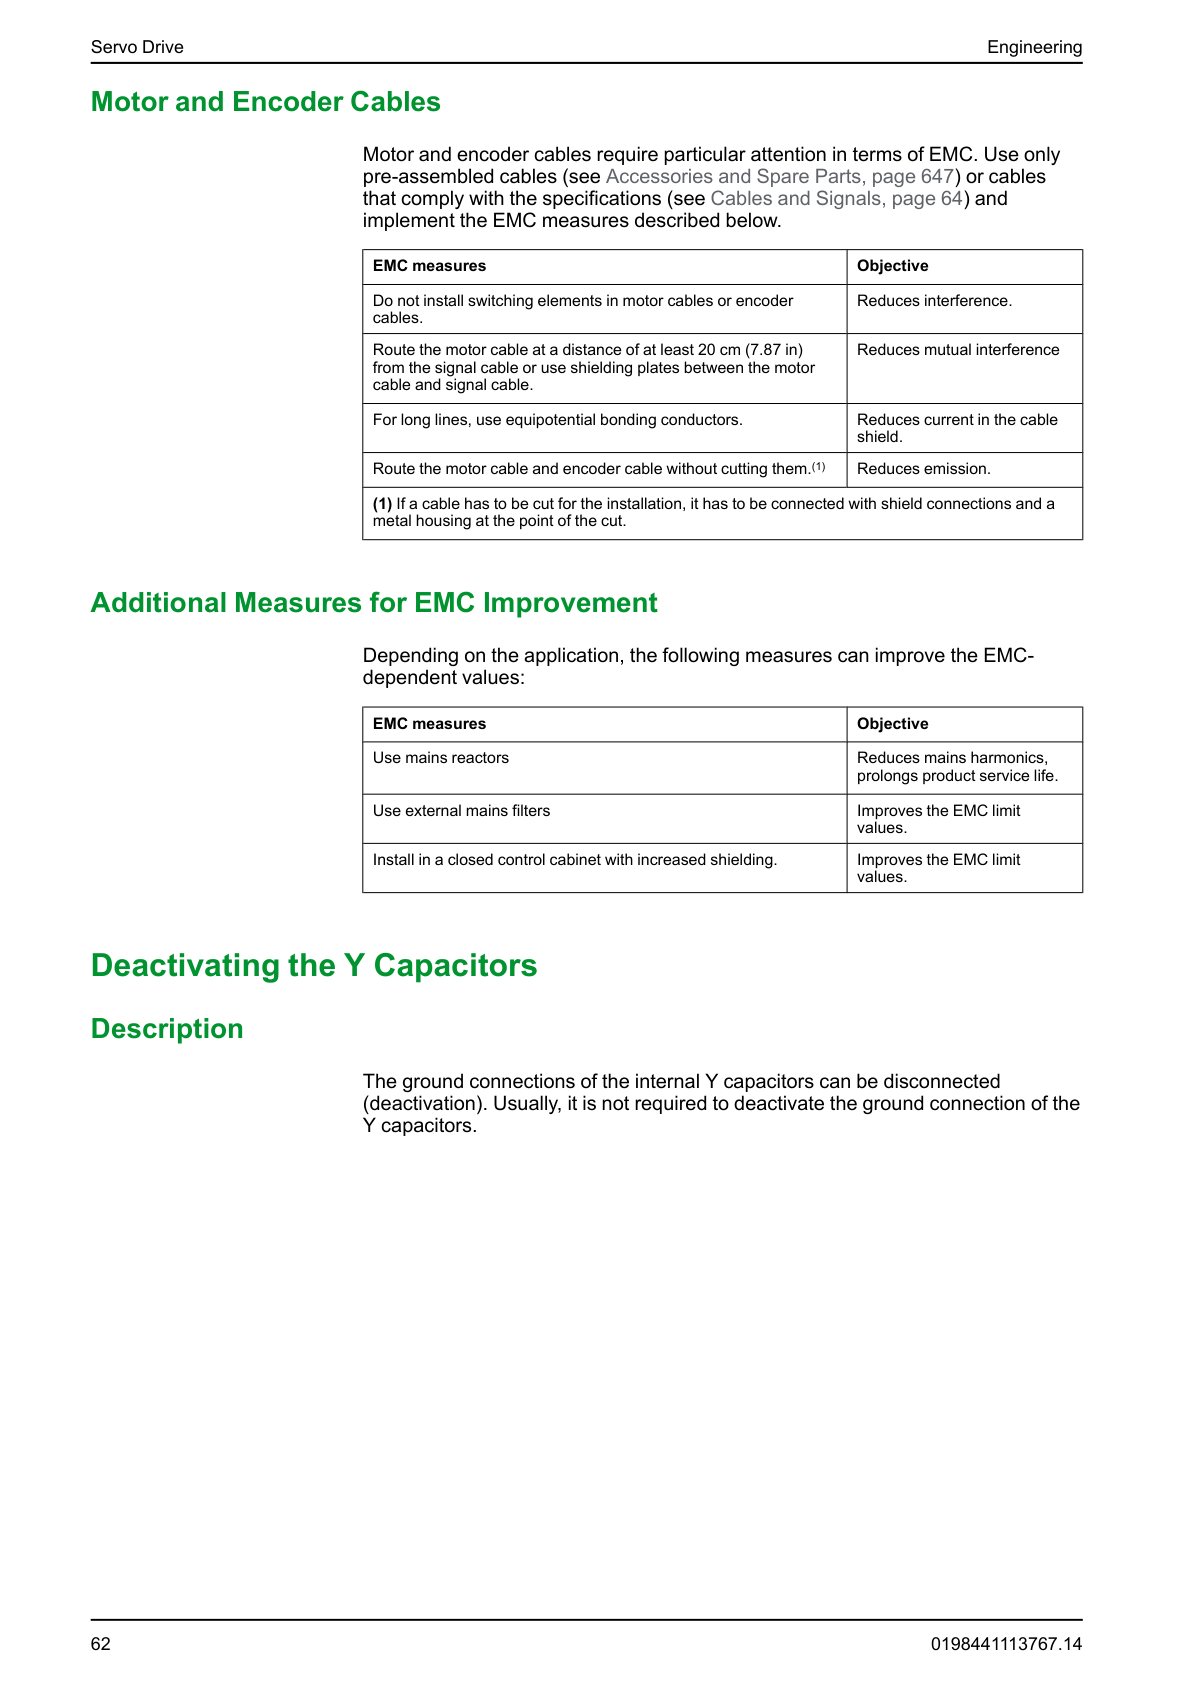 Servo Drive
Engineering
Motor and Encoder Cables
Motor and encoder cables require particular attention in terms of EMC. Use only
pre-assembled cables (see Accessories and Spare Parts, page 647) or cables
that comply with the specifications (see Cables and Signals, page 64) and
implement the EMC measures described below.
EMC measures
Objective
Do not install switching elements in motor cables or encoder
cables.
Reduces interference.
Route the motor cable at a distance of at least 20 cm (7.87 in)
from the signal cable or use shielding plates between the motor
cable and signal cable.
Reduces mutual interference
For long lines, use equipotential bonding conductors.
Reduces current in the cable
shield.
Route the motor cable and encoder cable without cutting them.(1)
Reduces emission.
(1) If a cable has to be cut for the installation, it has to be connected with shield connections and a
metal housing at the point of the cut.
Additional Measures for EMC Improvement
Depending on the application, the following measures can improve the EMC-
dependent values:
EMC measures
Objective
Use mains reactors
Reduces mains harmonics,
prolongs product service life.
Use external mains filters
Improves the EMC limit
values.
Install in a closed control cabinet with increased shielding.
Improves the EMC limit
values.
Deactivating the Y Capacitors
Description
The ground connections of the internal Y capacitors can be disconnected
(deactivation). Usually, it is not required to deactivate the ground connection of the
Y capacitors.
62
0198441113767.14